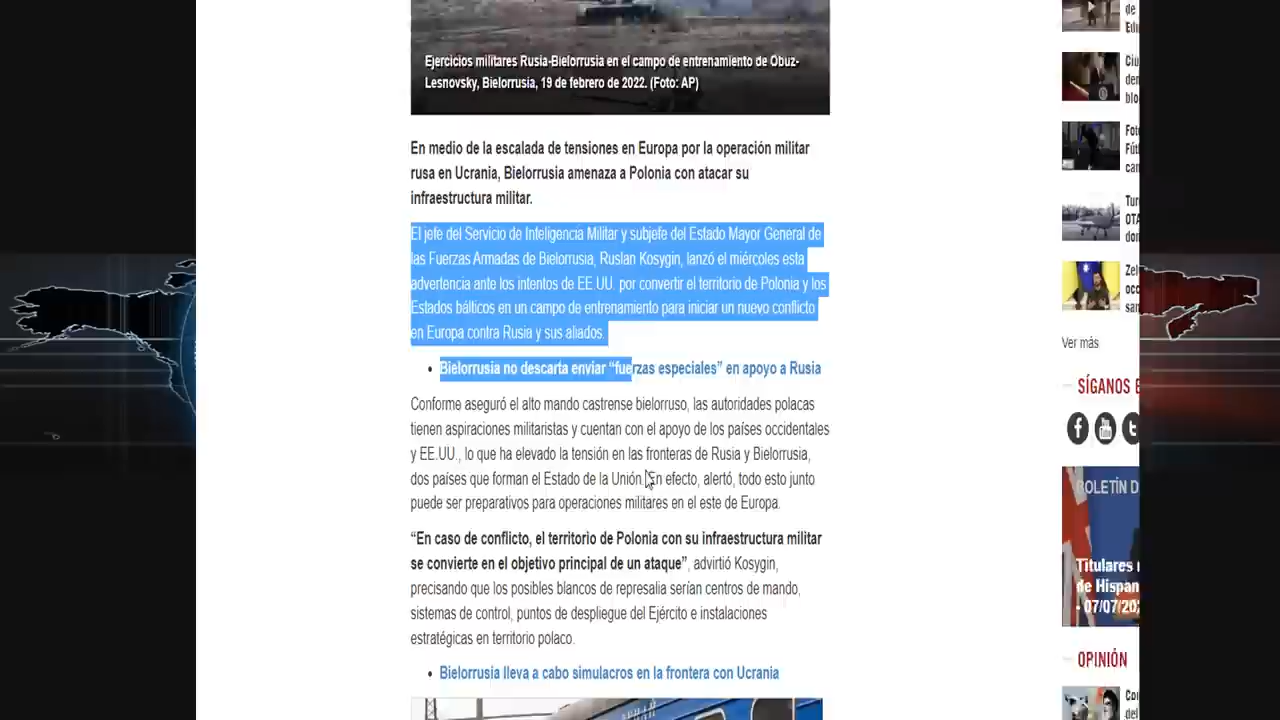 Ejercicios militares Rusia-Bielorrusia en el campo de entrenamiento de Obuz-
Lesnovsky, Bielorrusia, 19 de febrero de 2022. (Foto: AP)
En medio de la escalada de tensiones en Europa por la operación militar
rusa en Ucrania, Bielorrusia amenaza a Polonia con atacar su
infraestructura militar.
El jefe del Servicio de Inteligencia Militar y subjefe del Estado Mayor General de
las Fuerzas Armadas de Bielorrusia, Ruslan Kosygin, lanzó el miércoles esta
advertencia ante los intentos de EE.UU. por convertir el territorio de Polonia y los
Estados bálticos en un campo de entrenamiento para iniciar un nuevo conflicto
en Europa contra Rusia y sus aliados.
• Bielorrusia no descarta enviar “fuerzas especiales” en apoyo a Rusia
Conforme aseguró el alto mando castrense bielorruso, las autoridades polacas
tienen aspiraciones militaristas y cuentan con el apoyo de los países occidentales
y EE.UU., lo que ha elevado la tensión en las fronteras de Rusia y Bielorrusia,
dos países que forman el Estado de la Unión. En efecto, alertó, todo esto junto
puede ser preparativos para operaciones militares en el este de Europa.
“En caso de conflicto, el territorio de Polonia con su infraestructura militar
se convierte en el objetivo principal de un ataque”, advirtió Kosygin,
precisando que los posibles blancos de represalia serían centros de mando,
sistemas de control, puntos de despliegue del Ejército e instalaciones
estratégicas en territorio polaco.
• Bielorrusia lleva a cabo simulacros en la frontera con Ucrania
de
Ver más
SÍGANOS E
BOLETÍN D
Titulares
de Hispan
- 07/07/20
OPINIÓN